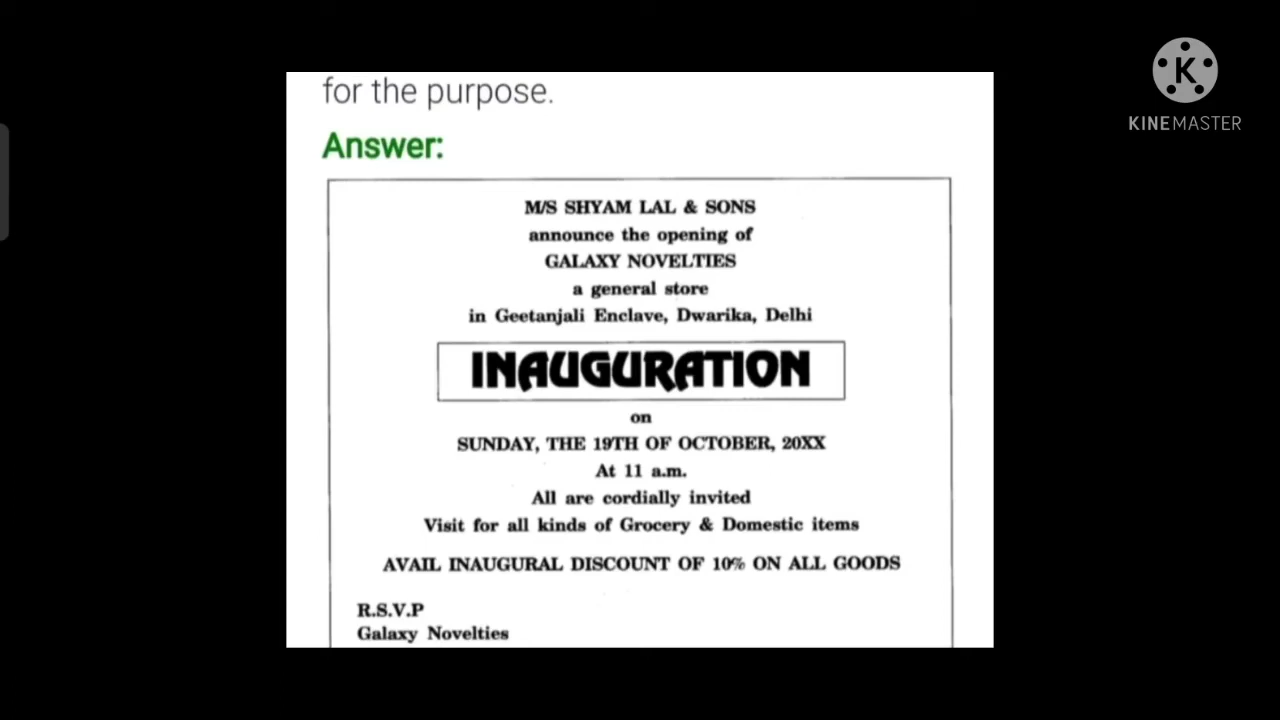 for the purpose.
Answer:
M/S SHYAM LAL & SONS
announce the opening of
GALAXY NOVELTIES
a general store
in Geetanjali Enclave, Dwarika, Delhi
INAUGURATION
on
SUNDAY, THE 19TH OF OCTOBER, 20XX
At 11 a.m.
All are cordially invited
Visit for all kinds of Grocery & Domestic items
AVAIL INAUGURAL DISCOUNT OF 10% ON ALL GOODS
R.S.V.P
Galaxy Novelties
K
KINEMASTER